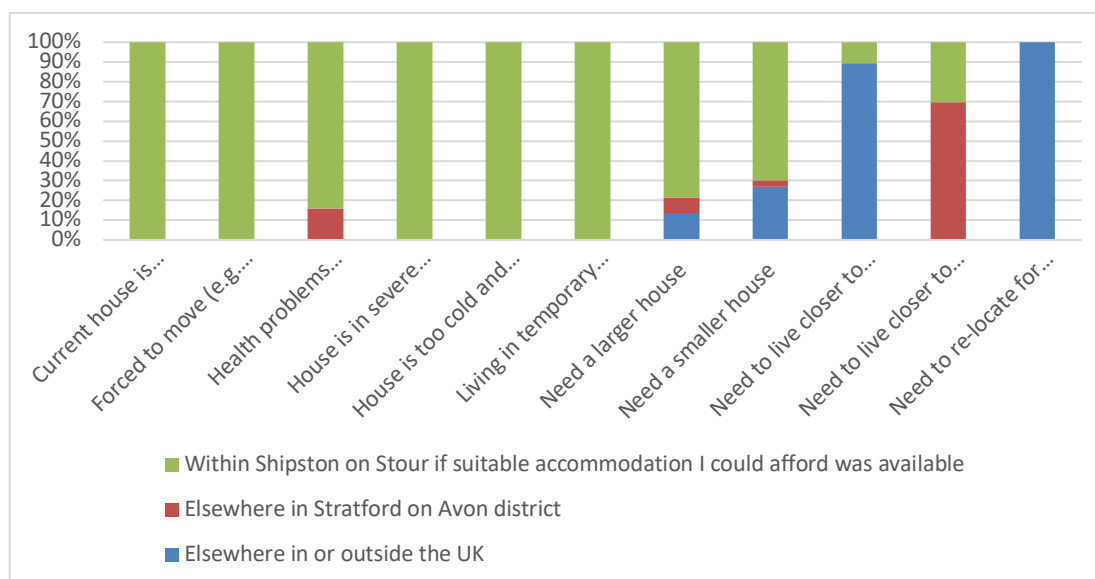 100%
90%
80%
70%
60%
50%
40%
30%
20%
10%
0%
Current house is...
Forced to move (e.g....
Health problems...
House is in severe...
House is too cold and...
Living in temporary...
Need a larger house
Need a smaller house
Need to live closer to...
Need to live closer to...
Need to re-locate for...
Within Shipston on Stour if suitable accommodation I could afford was available
Elsewhere in Stratford on Avon district
Elsewhere in or outside the UK